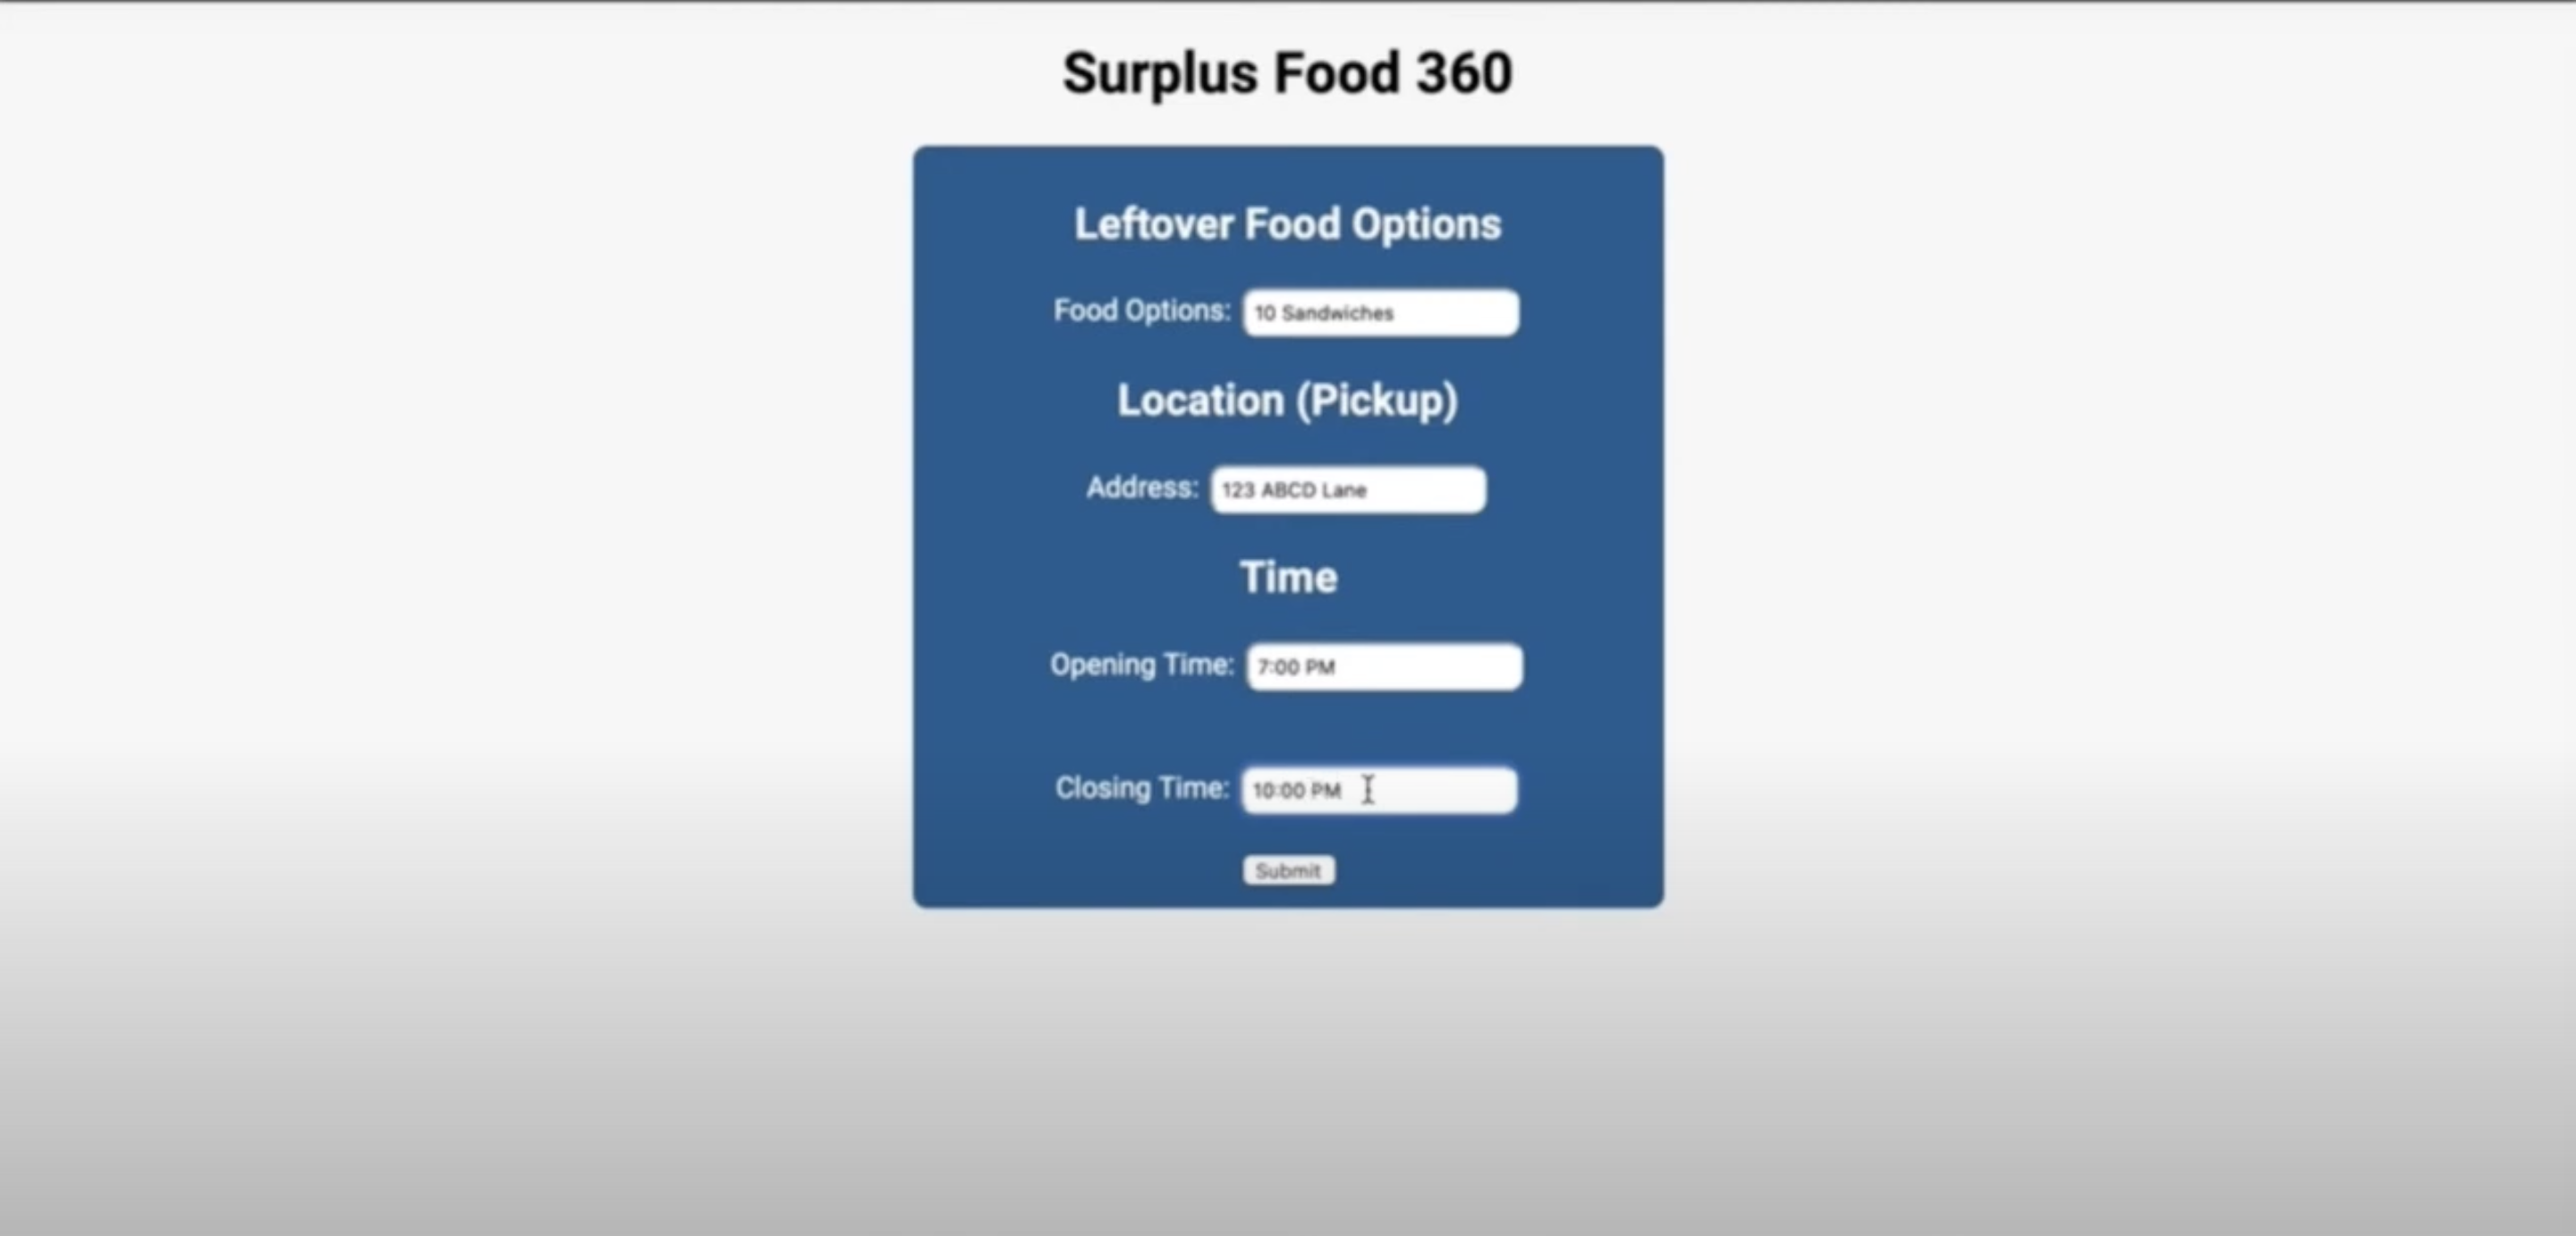 Surplus Food 360
Leftover Food Options
Food Options: 10 Sandwiches
Location (Pickup)
Address: 123 ABCD Lane
Time
Opening Time: 7:00 PM
Closing Time: 10:00 PM
Submit